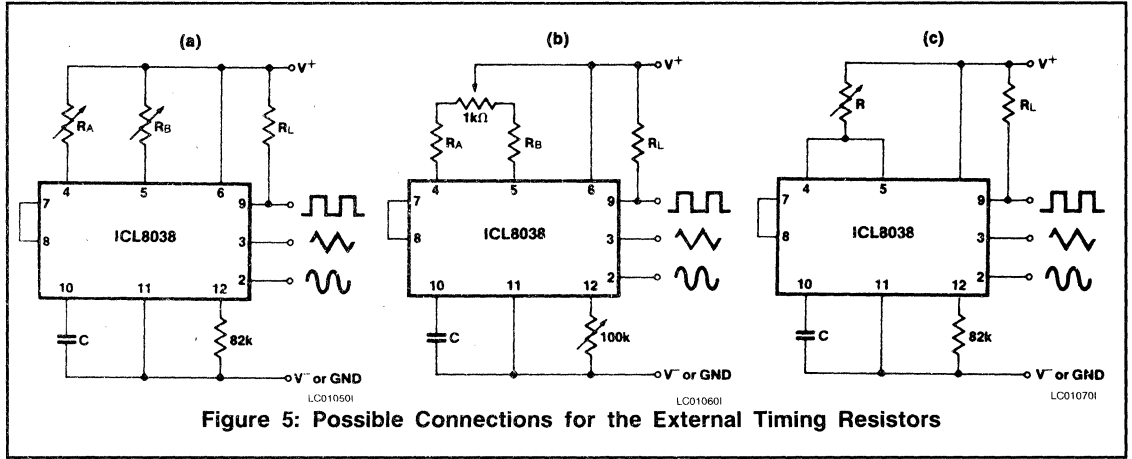 (a)
V+
RA
RB
RL
4
5
6
7
8
9
ICL8038
3
2
10
11
12
C
82k
V− or GND
LC01050I
(b)
V+
1kΩ
RA
RB
RL
4
5
6
7
8
9
ICL8038
3
2
10
11
12
C
100k
V− or GND
LC01060I
(c)
V+
R
RL
4
5
6
7
8
9
ICL8038
3
2
10
11
12
C
82k
V− or GND
LC01070I
Figure 5: Possible Connections for the External Timing Resistors